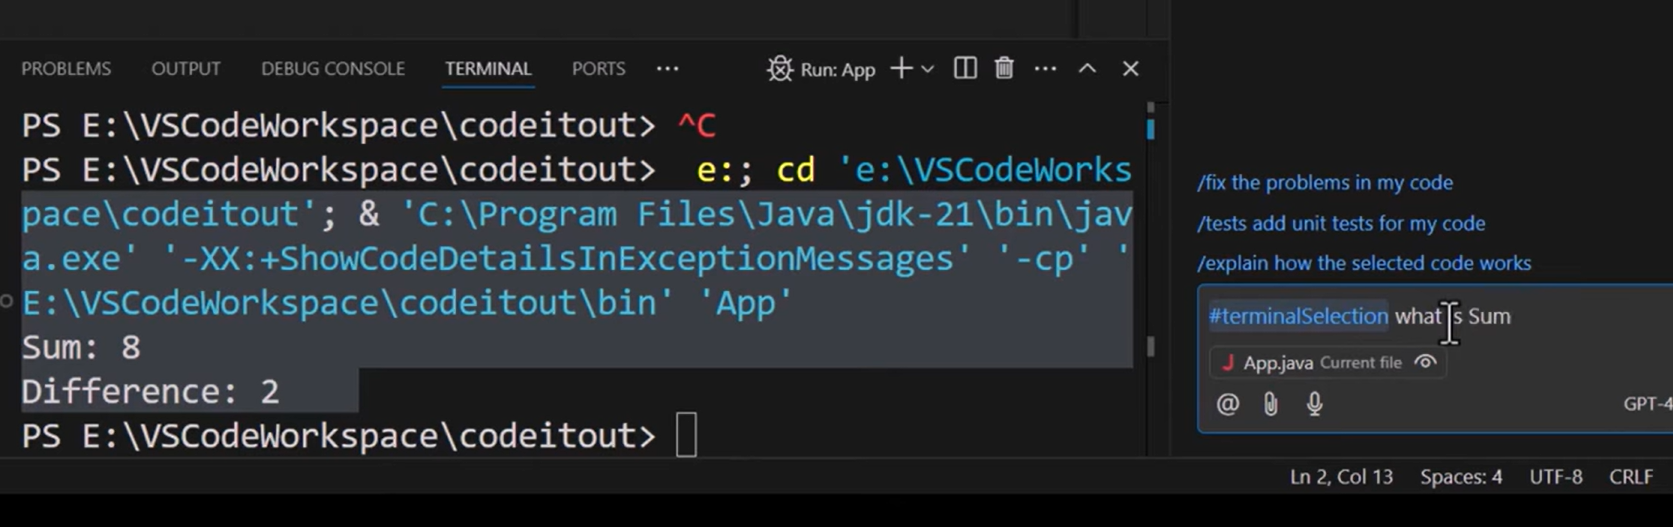 PROBLEMS OUTPUT DEBUG CONSOLE TERMINAL PORTS ... Run: App
PS E:\VSCodeWorkspace\codeitout> ^C
PS E:\VSCodeWorkspace\codeitout>  e:; cd 'e:\VSCodeWorks
pace\codeitout'; & 'C:\Program Files\Java\jdk-21\bin\jav
a.exe' '-XX:+ShowCodeDetailsInExceptionMessages' '-cp' '
E:\VSCodeWorkspace\codeitout\bin' 'App'
Sum: 8
Difference: 2
PS E:\VSCodeWorkspace\codeitout>
/fix the problems in my code
/tests add unit tests for my code
/explain how the selected code works
#terminalSelection what is Sum
J App.java Current file
@ GPT-4
Ln 2, Col 13 Spaces: 4 UTF-8 CRLF